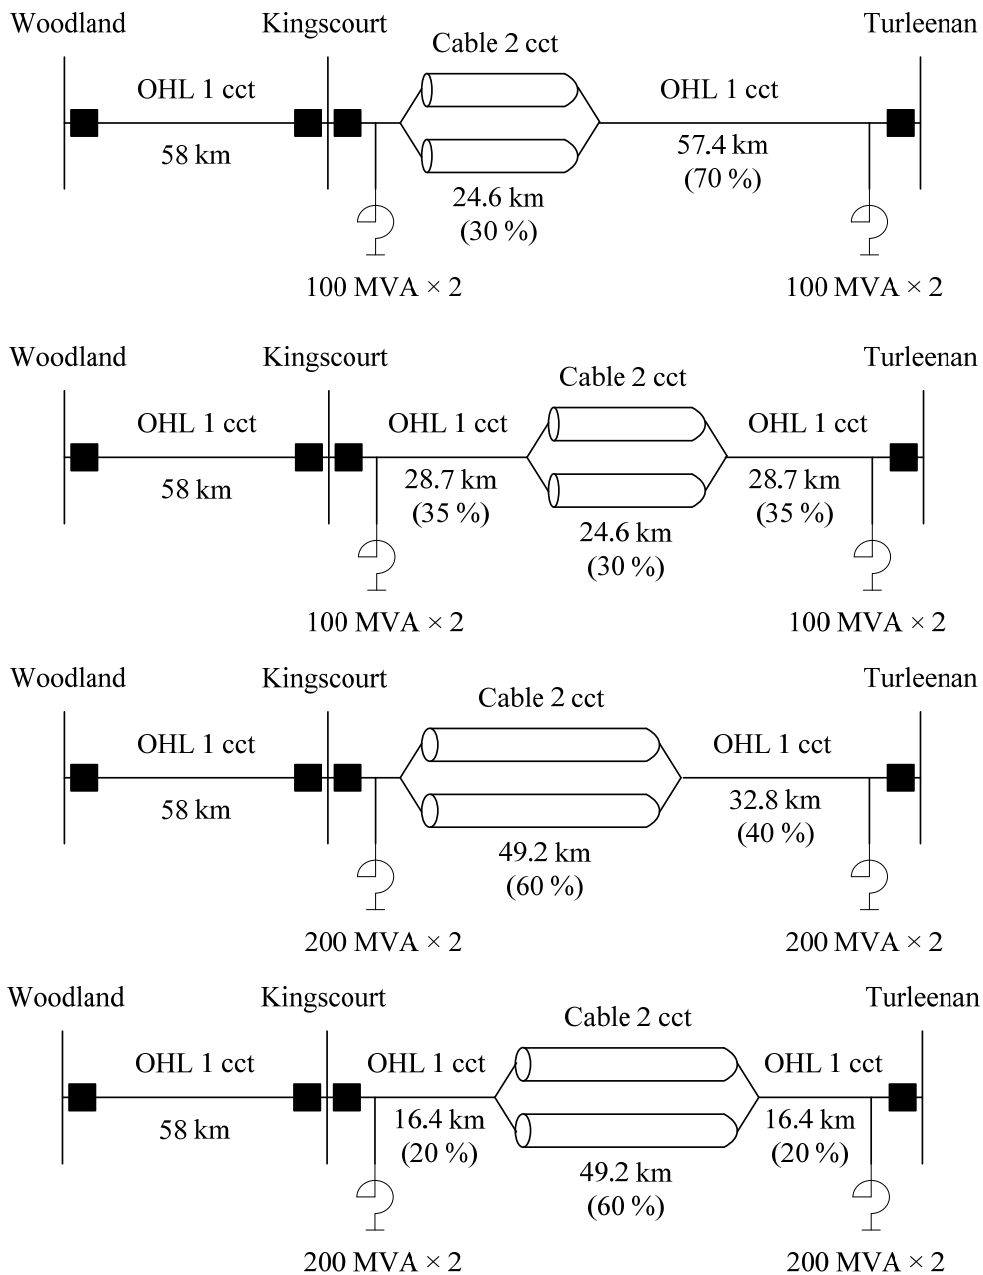 Woodland
Kingscourt
Turleenan
Cable 2 cct
OHL 1 cct
OHL 1 cct
58 km
57.4 km
(70 %)
24.6 km
(30 %)
100 MVA × 2
100 MVA × 2
Woodland
Kingscourt
Turleenan
Cable 2 cct
OHL 1 cct
OHL 1 cct
OHL 1 cct
58 km
28.7 km
(35 %)
28.7 km
(35 %)
24.6 km
(30 %)
100 MVA × 2
100 MVA × 2
Woodland
Kingscourt
Turleenan
Cable 2 cct
OHL 1 cct
OHL 1 cct
58 km
32.8 km
(40 %)
49.2 km
(60 %)
200 MVA × 2
200 MVA × 2
Woodland
Kingscourt
Turleenan
Cable 2 cct
OHL 1 cct
OHL 1 cct
OHL 1 cct
58 km
16.4 km
(20 %)
16.4 km
(20 %)
49.2 km
(60 %)
200 MVA × 2
200 MVA × 2